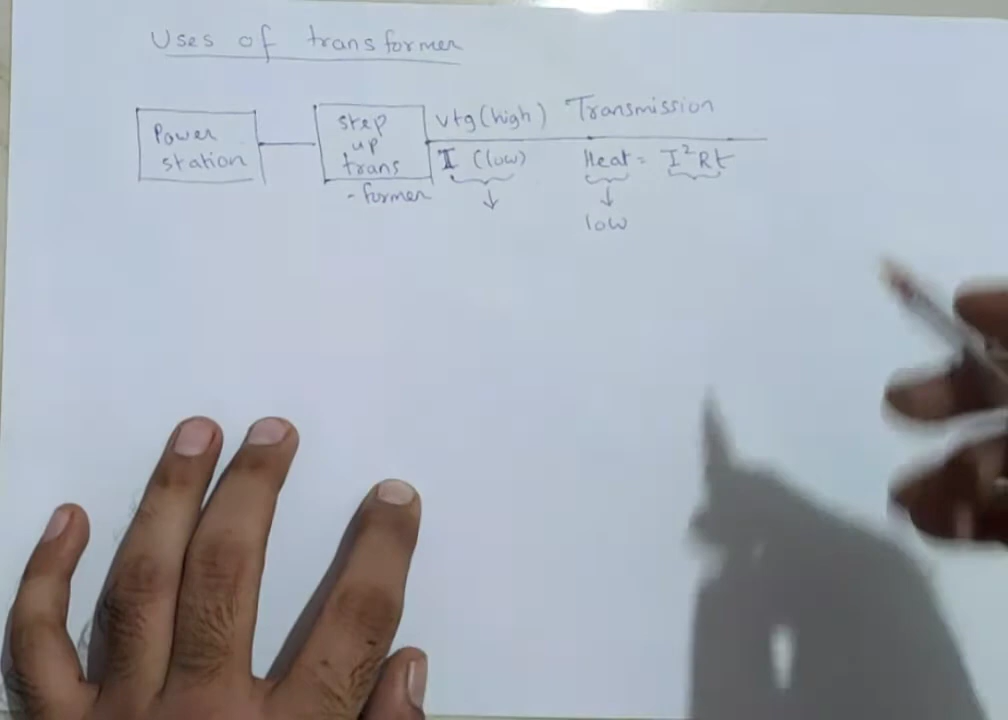 Uses of transformer
Power
station
step
up
trans
-former
vtg(high)
I (low)
Transmission
Heat = I²Rt
low